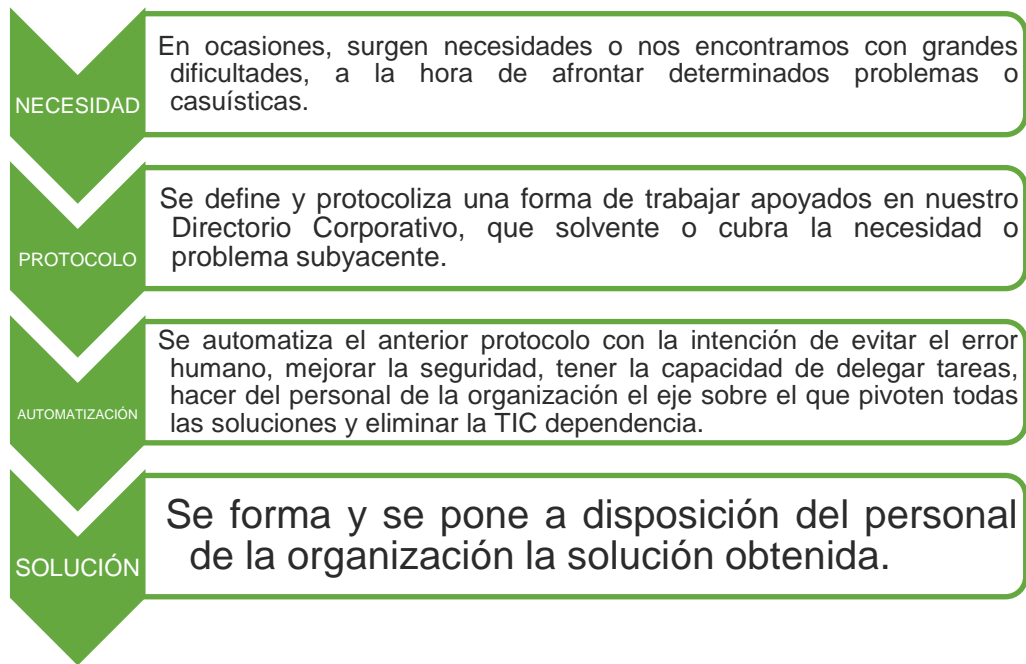 NECESIDAD
En ocasiones, surgen necesidades o nos encontramos con grandes
dificultades, a la hora de afrontar determinados problemas o
casuísticas.
PROTOCOLO
Se define y protocoliza una forma de trabajar apoyados en nuestro
Directorio Corporativo, que solvente o cubra la necesidad o
problema subyacente.
AUTOMATIZACIÓN
Se automatiza el anterior protocolo con la intención de evitar el error
humano, mejorar la seguridad, tener la capacidad de delegar tareas,
hacer del personal de la organización el eje sobre el que pivoten todas
las soluciones y eliminar la TIC dependencia.
SOLUCIÓN
Se forma y se pone a disposición del personal
de la organización la solución obtenida.